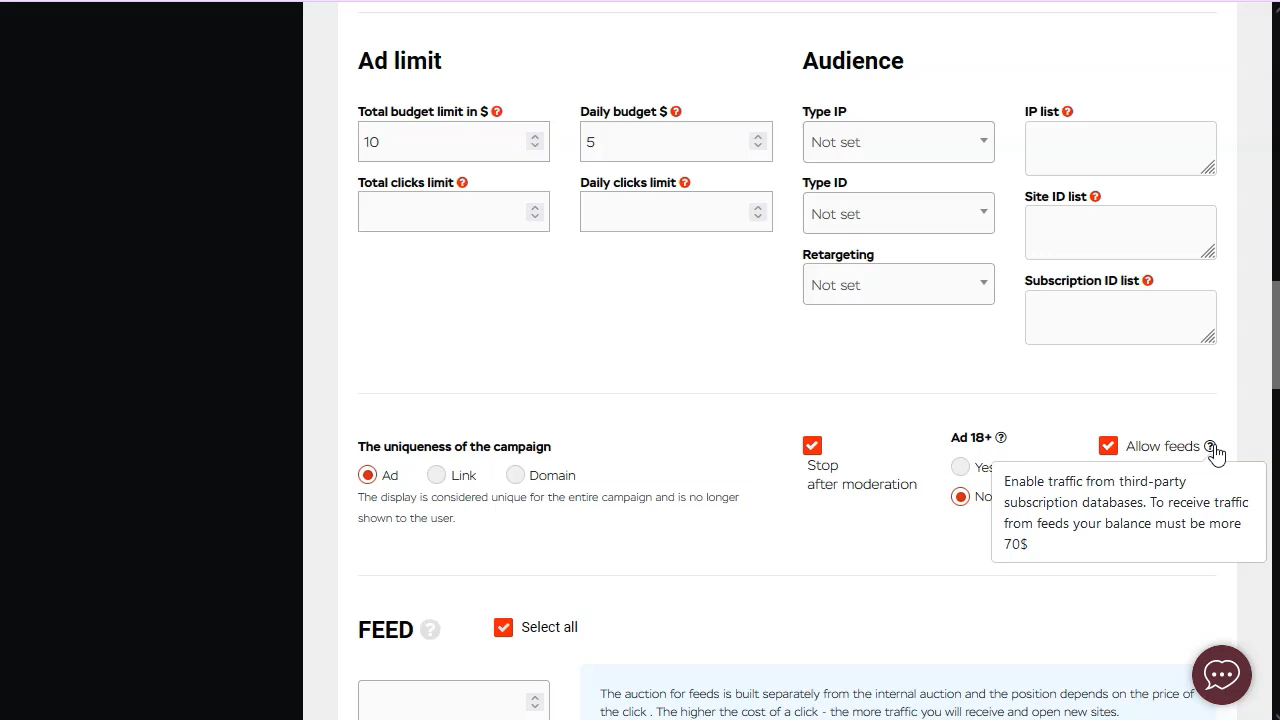 Ad limit
Audience
Total budget limit in $ ?
Daily budget $ ?
Type IP
IP list ?
10
5
Not set
Total clicks limit ?
Daily clicks limit ?
Type ID
Site ID list ?
Not set
Retargeting
Subscription ID list ?
Not set
The uniqueness of the campaign
Ad
Link
Domain
The display is considered unique for the entire campaign and is no longer
shown to the user.
Stop
after moderation
Ad 18+ ?
Yes
No
Allow feeds ?
Enable traffic from third-party
subscription databases. To receive traffic
from feeds your balance must be more
70$
FEED ?
Select all
The auction for feeds is built separately from the internal auction and the position depends on the price of
the click . The higher the cost of a click - the more traffic you will receive and open new sites.